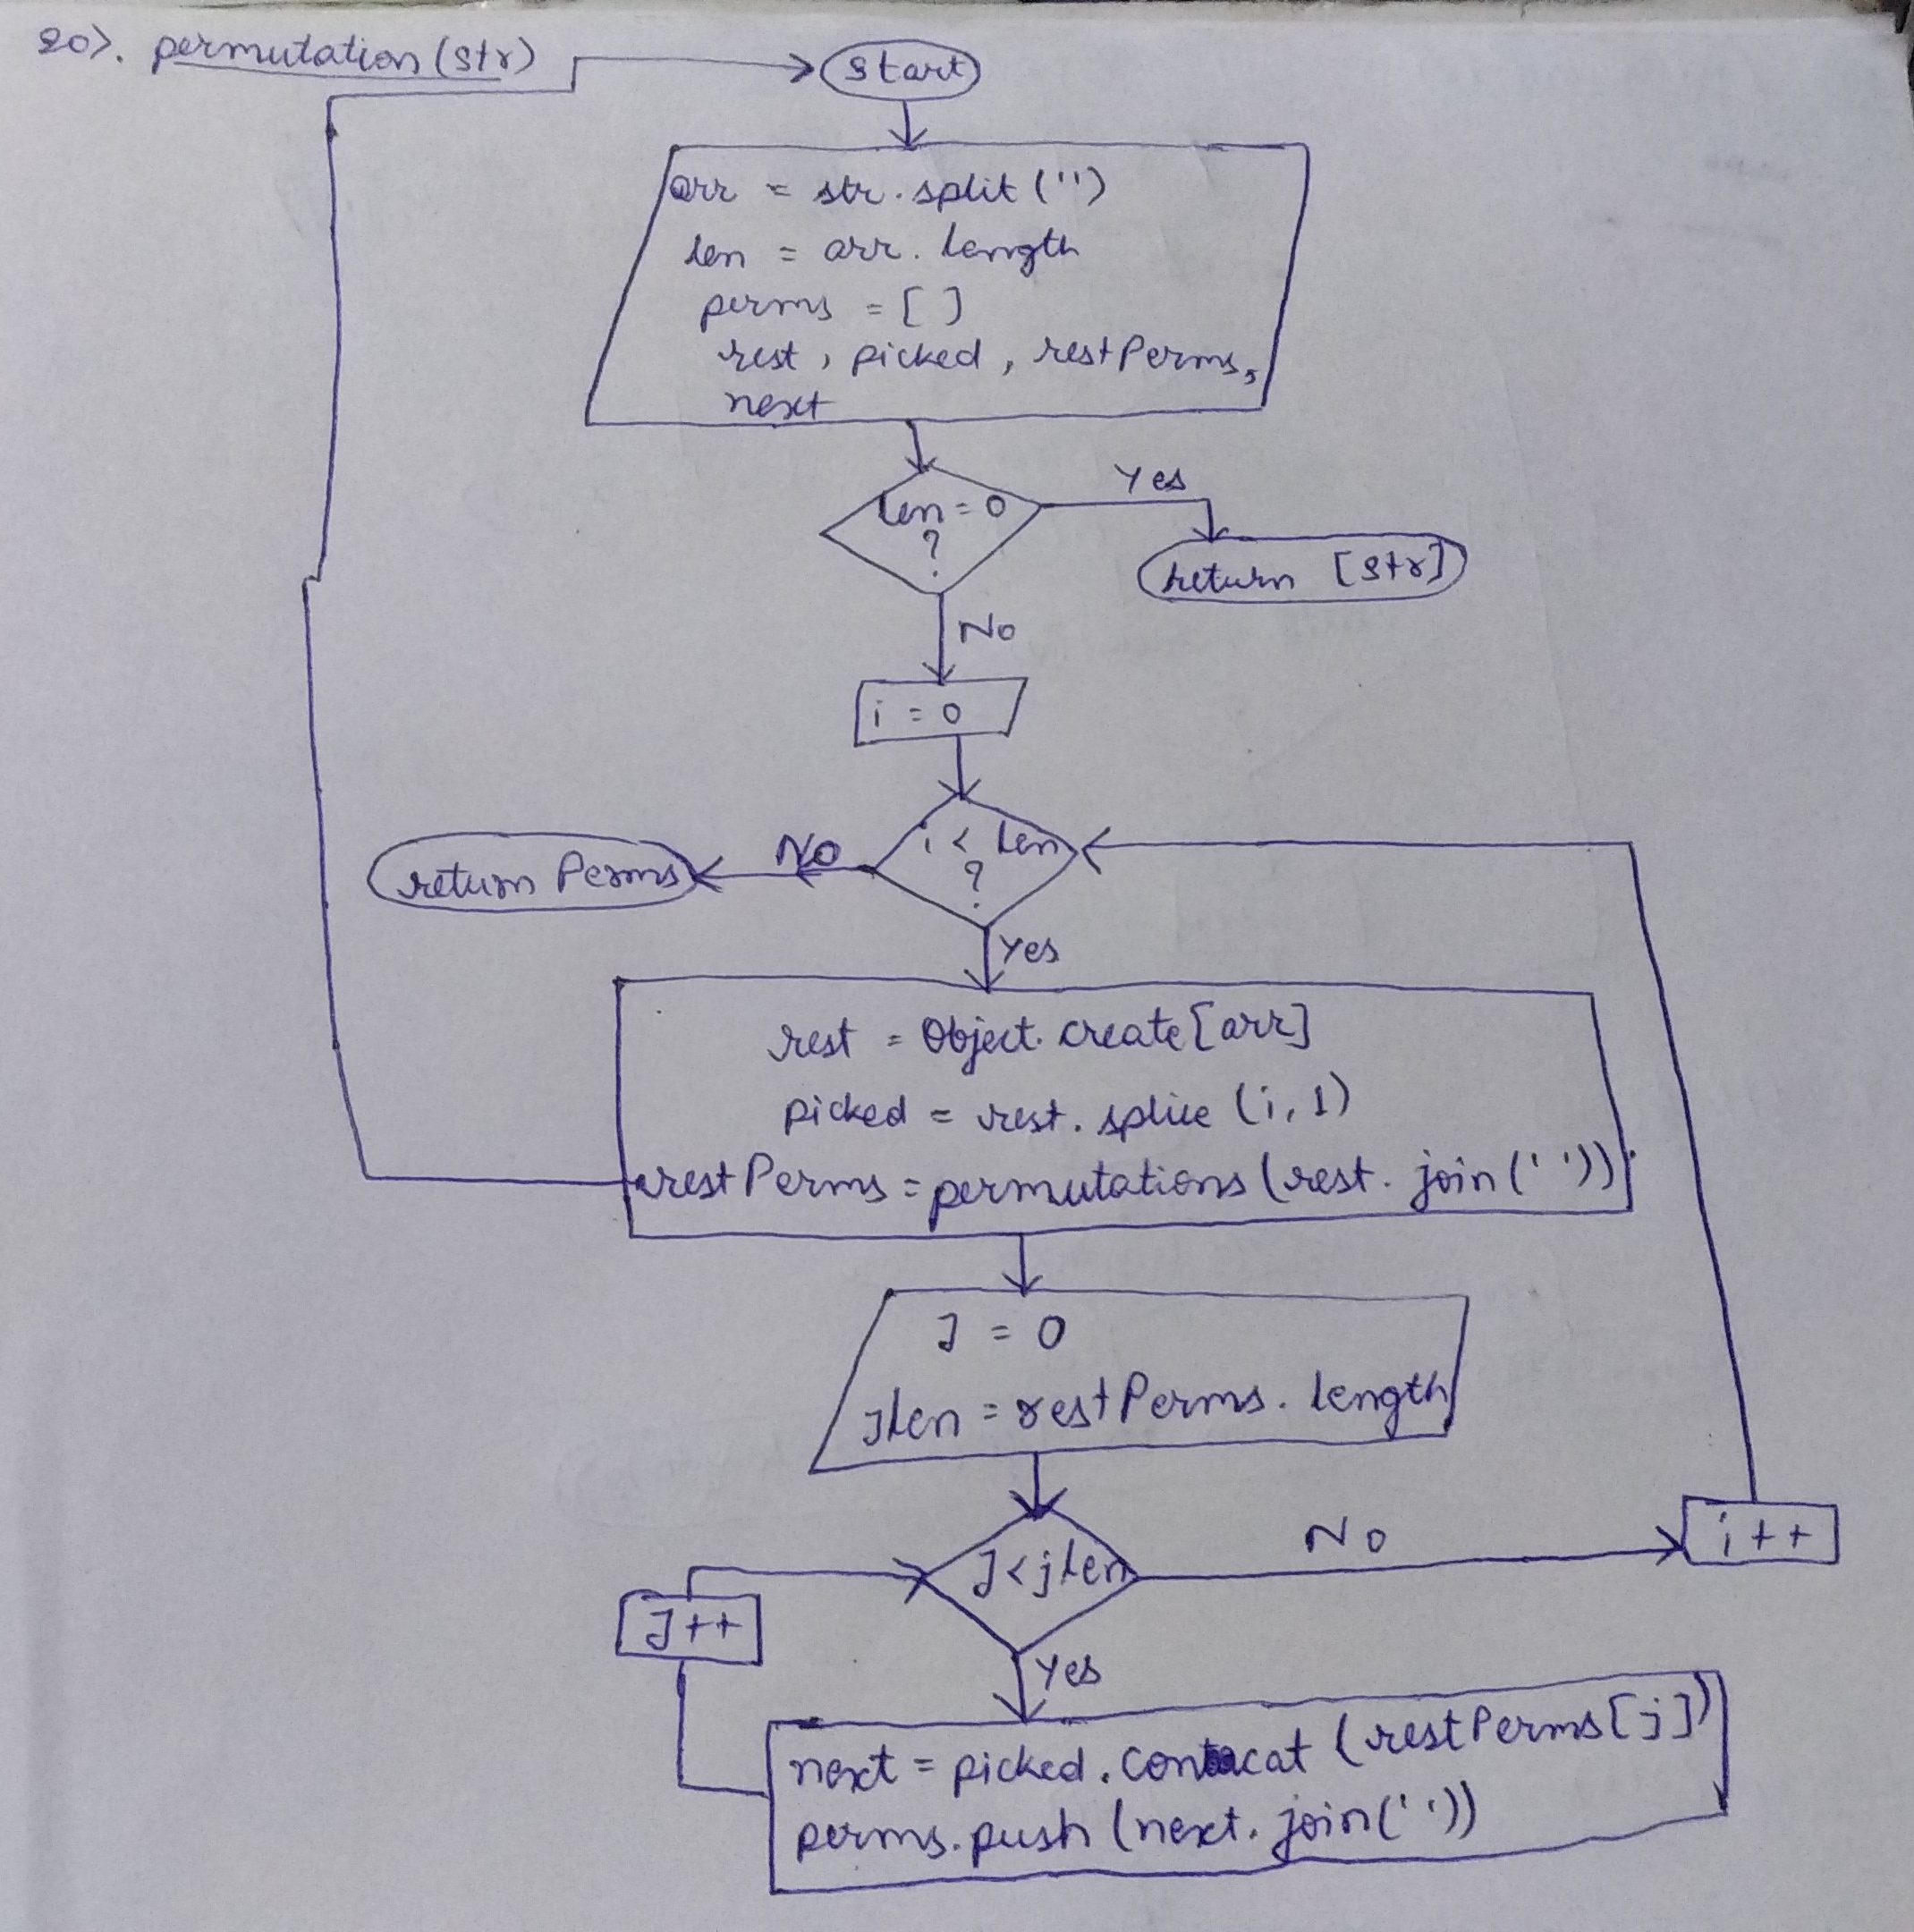 20). permutation (str)
start
arr = str.split ('')
len = arr. length
perms = [ ]
rest, picked, restPerms,
next
len = 0
?
Yes
return [str]
No
i = 0
i < len
?
No
return Perms
Yes
rest = Object. create [arr]
picked = rest. splice (i, 1)
restPerms = permutations (rest. join (' '))
J = 0
Jlen = restPerms. length
J < jlen
No
i ++
J ++
Yes
next = picked. concat (restPerms [j])
perms. push (next. join (' '))